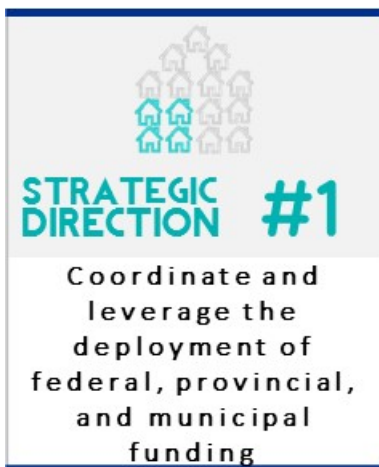 STRATEGIC
DIRECTION #1
Coordinate and
leverage the
deployment of
federal, provincial,
and municipal
funding